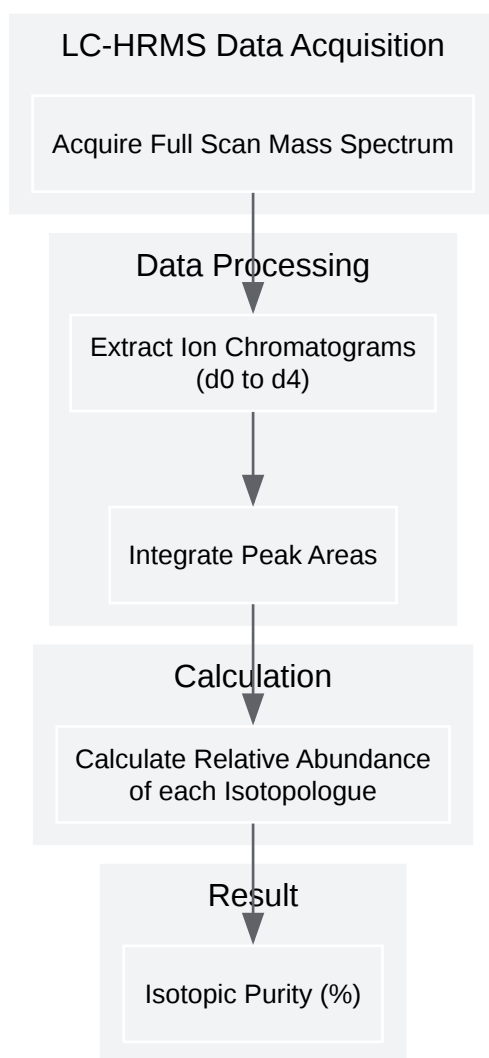 LC-HRMS Data Acquisition
Acquire Full Scan Mass Spectrum
Data Processing
Extract Ion Chromatograms
(d0 to d4)
Integrate Peak Areas
Calculation
Calculate Relative Abundance
of each Isotopologue
Result
Isotopic Purity (%)